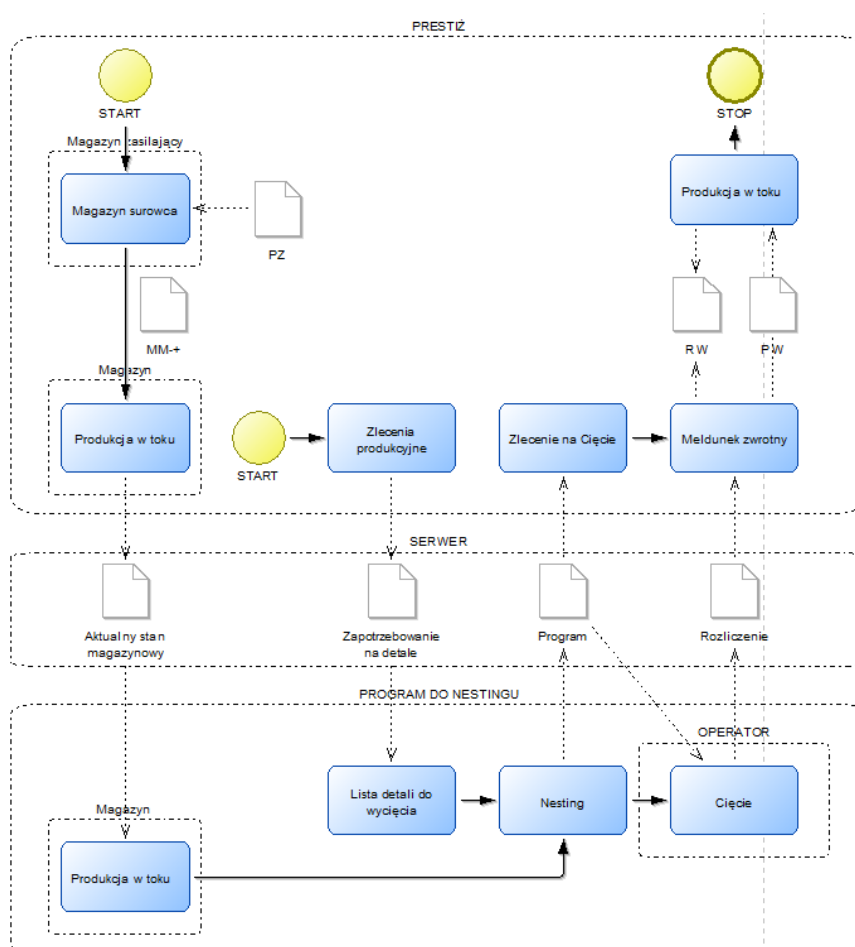 PRESTIŻ
START
STOP
Magazyn zasilający
Magazyn surowca
PZ
Produkcja w toku
MM-+
RW
PW
Magazyn
Produkcja w toku
START
Zlecenia
produkcyjne
Zlecenie na Cięcie
Meldunek zwrotny
SERWER
Aktualny stan
magazynowy
Zapotrzebowanie
na detale
Program
Rozliczenie
PROGRAM DO NESTINGU
OPERATOR
Lista detali do
wycięcia
Nesting
Cięcie
Magazyn
Produkcja w toku